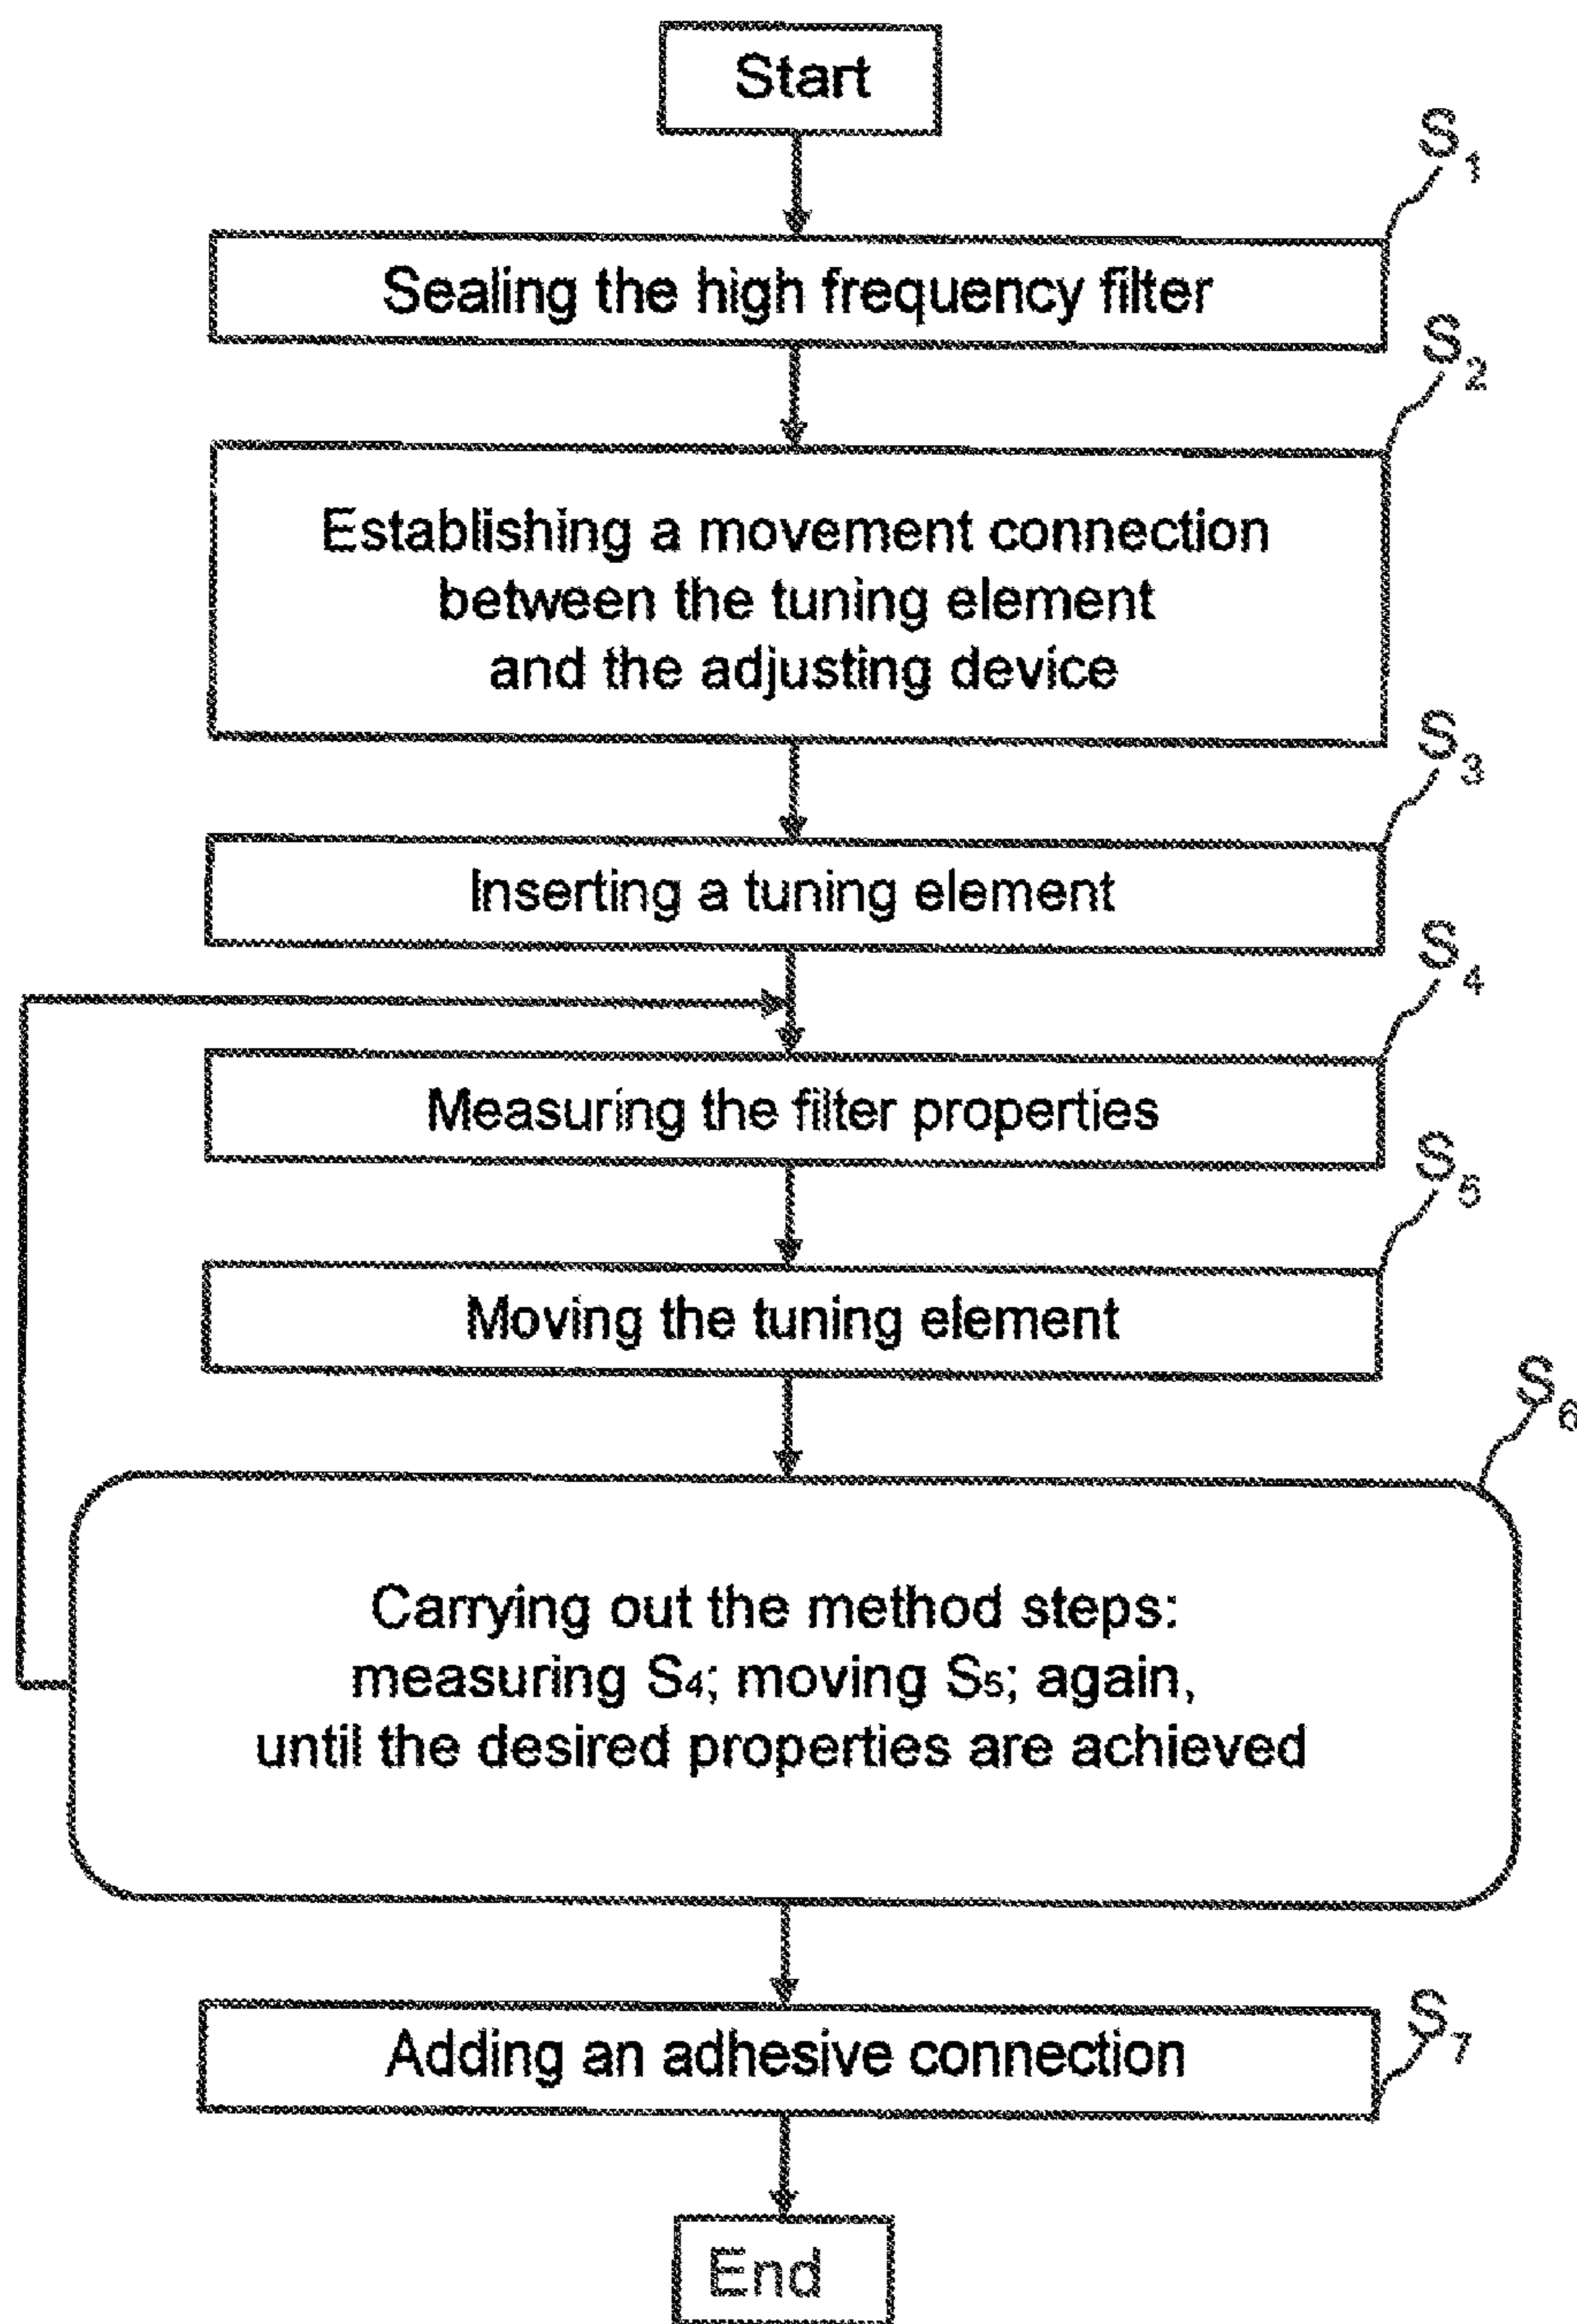 Start
S1
Sealing the high frequency filter
S2
Establishing a movement connection
between the tuning element
and the adjusting device
S3
Inserting a tuning element
S4
Measuring the filter properties
S5
Moving the tuning element
S6
Carrying out the method steps:
measuring S4; moving S5; again,
until the desired properties are achieved
S7
Adding an adhesive connection
End